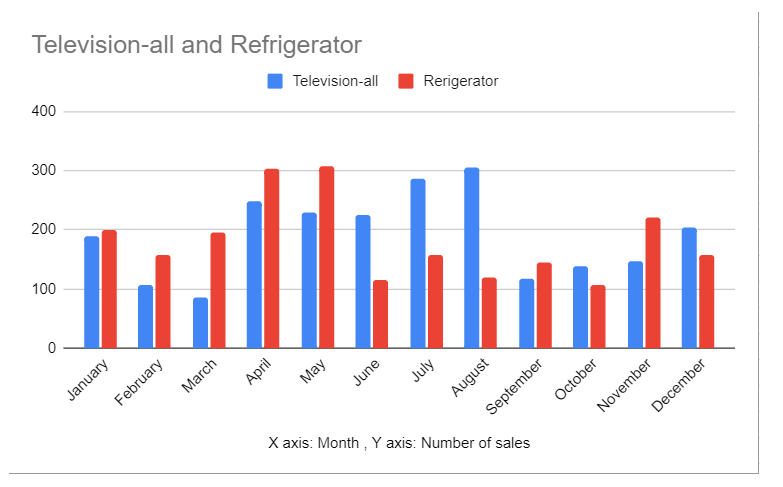 Television-all and Refrigerator
Television-all Rerigerator
400
300
200
100
0
January February March April May June July August September October November December
X axis: Month , Y axis: Number of sales